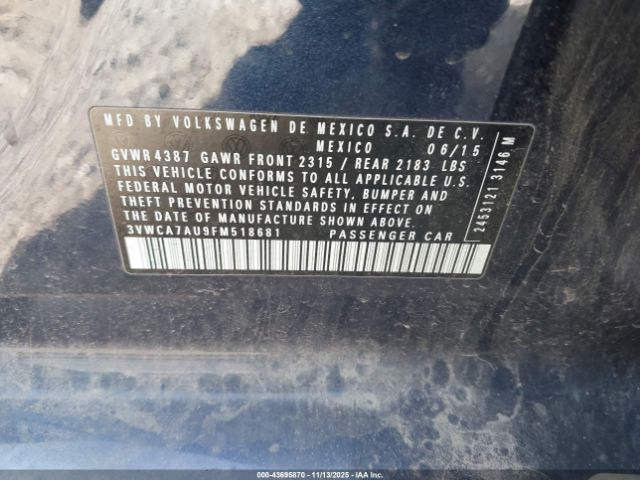 MFD BY VOLKSWAGEN DE MEXICO S.A. DE C.V.
MEXICO 06/15
GVWR 4387 GAWR FRONT 2315 / REAR 2183 LBS
THIS VEHICLE CONFORMS TO ALL APPLICABLE U.S.
FEDERAL MOTOR VEHICLE SAFETY, BUMPER AND
THEFT PREVENTION STANDARDS IN EFFECT ON
THE DATE OF MANUFACTURE SHOWN ABOVE.
3VWCA7AU9FM518681 PASSENGER CAR
2453121 3146 M
000-43695870 - 11/13/2025 - IAA Inc.